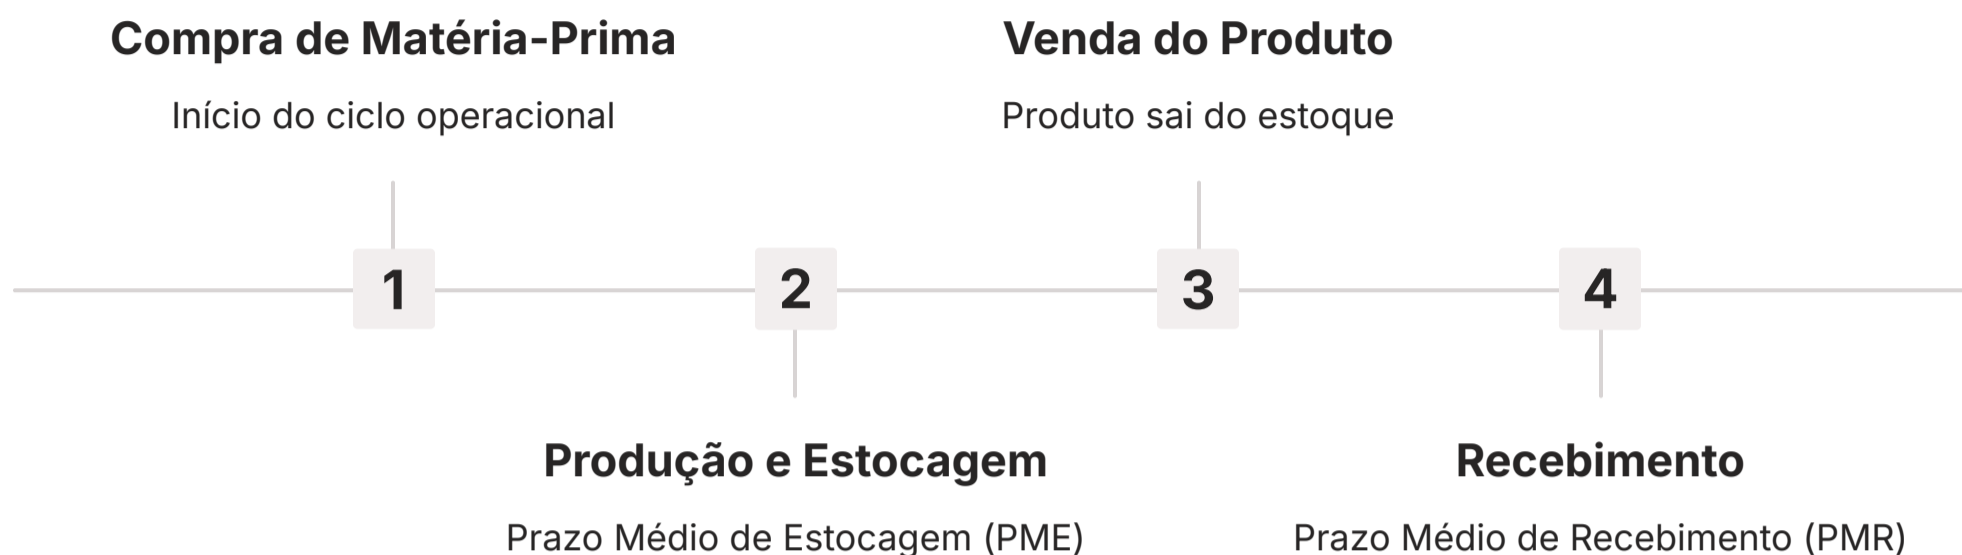 Compra de Matéria-Prima
Início do ciclo operacional
Venda do Produto
Produto sai do estoque
1
2
3
4
Produção e Estocagem
Prazo Médio de Estocagem (PME)
Recebimento
Prazo Médio de Recebimento (PMR)